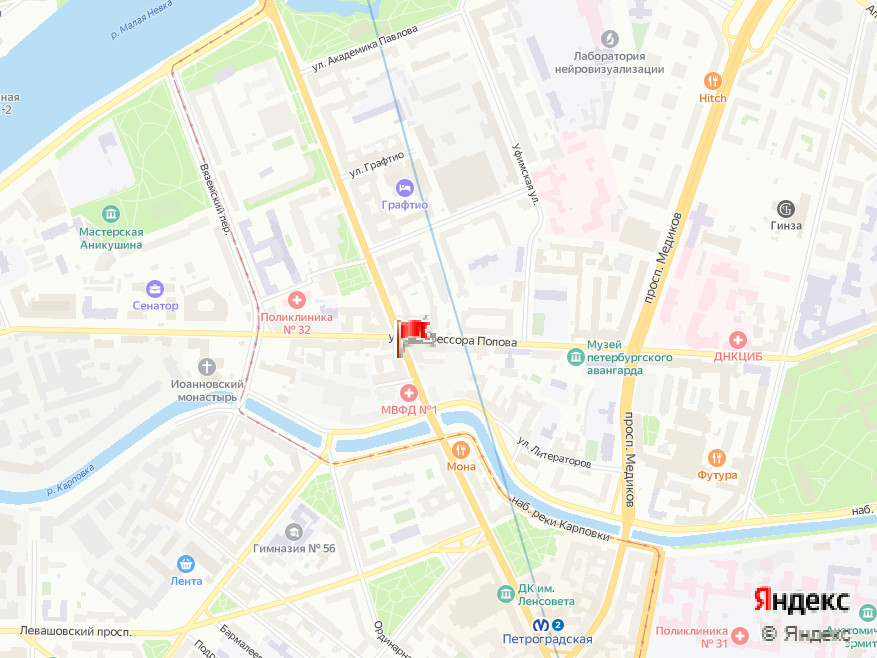 р. Малая Невка
ул. Академика Павлова
Лаборатория
нейровизуализации
Hitch
ная
-2
Вяземский пер.
ул. Графтио
Уфимская ул.
Графтио
Мастерская
Аникушина
Гинза
просп. Медиков
Сенатор
Поликлиника
№ 32
ул.
фессора Попова
Музей
петербургского
авангарда
ДНКЦИБ
Иоанновский
монастырь
МВФД №1
ул. Литераторов
просп. Медиков
Мона
Футура
р. Карповка
наб. реки Карповки
наб.
Гимназия № 56
Лента
ДК им.
Ленсовета
Яндекс
© Яндекс
Левашовский просп.
Бармалеева
Ординарная
2
Петроградская
Поликлиника
№ 31